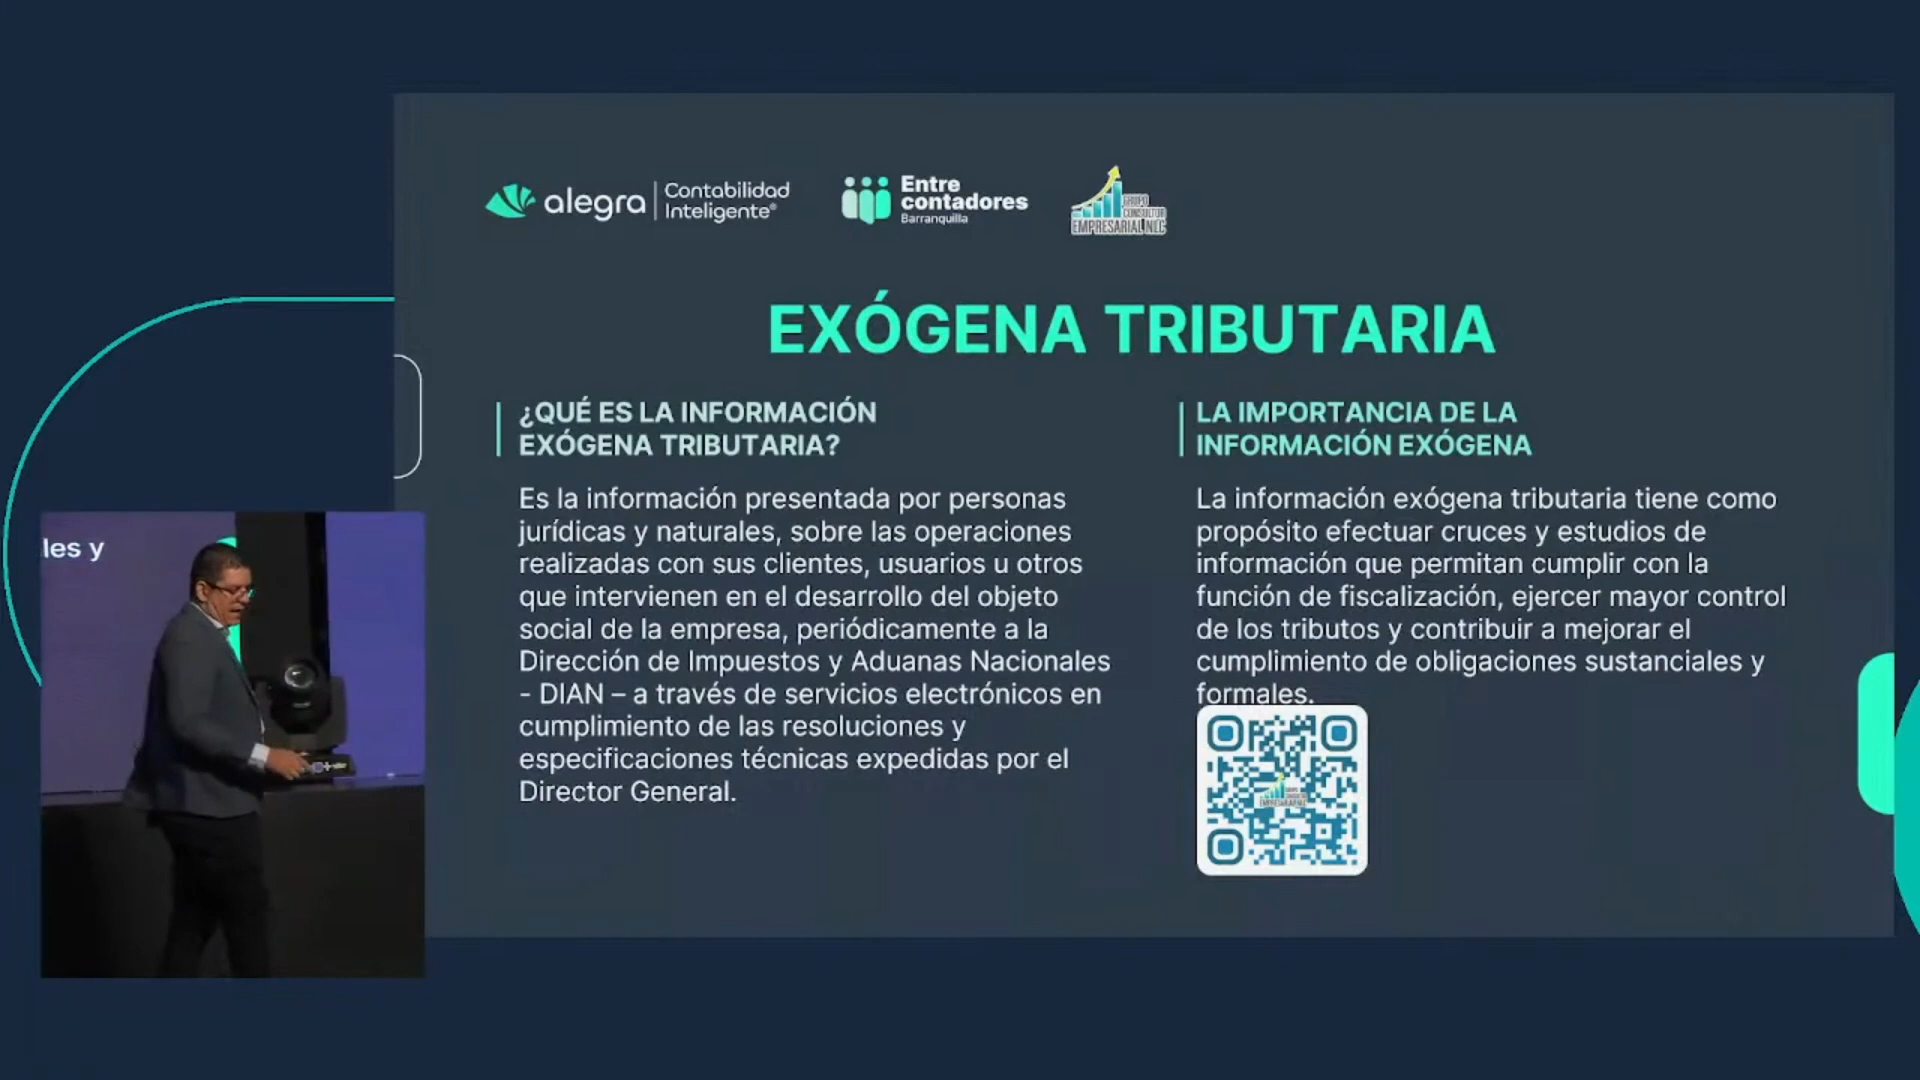 alegra
Contabilidad
Inteligente®
Entre
contadores
Barranquilla
GRUPO
CONSULTOR
EMPRESARIAL NLC
EXÓGENA TRIBUTARIA
¿QUÉ ES LA INFORMACIÓN
EXÓGENA TRIBUTARIA?
Es la información presentada por personas
jurídicas y naturales, sobre las operaciones
realizadas con sus clientes, usuarios u otros
que intervienen en el desarrollo del objeto
social de la empresa, periódicamente a la
Dirección de Impuestos y Aduanas Nacionales
- DIAN – a través de servicios electrónicos en
cumplimiento de las resoluciones y
especificaciones técnicas expedidas por el
Director General.
LA IMPORTANCIA DE LA
INFORMACIÓN EXÓGENA
La información exógena tributaria tiene como
propósito efectuar cruces y estudios de
información que permitan cumplir con la
función de fiscalización, ejercer mayor control
de los tributos y contribuir a mejorar el
cumplimiento de obligaciones sustanciales y
formales.
les y